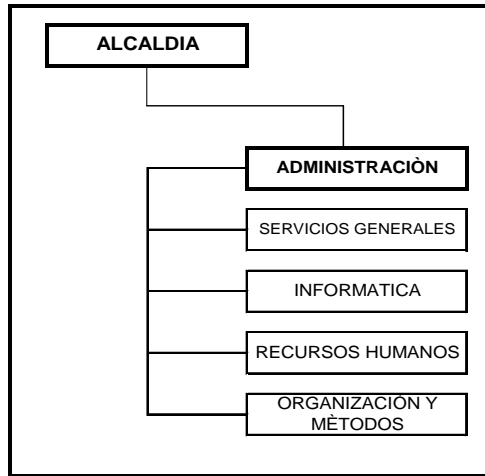 ALCALDIA
ADMINISTRACIÒN
SERVICIOS GENERALES
INFORMATICA
RECURSOS HUMANOS
ORGANIZACIÒN Y
MÈTODOS